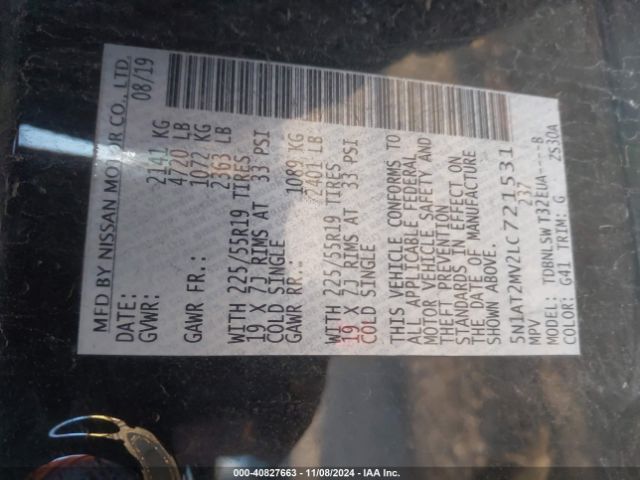 MFD BY NISSAN MOTOR CO., LTD.
DATE: 08/19
GVWR: 2141 KG
4720 LB
GAWR FR.: 1072 KG
2363 LB
WITH 225/55R19 TIRES
19 X 7J RIMS AT 33 PSI
COLD SINGLE
GAWR RR.: 1089 KG
2401 LB
WITH 225/55R19 TIRES
19 X 7J RIMS AT 33 PSI
COLD SINGLE
THIS VEHICLE CONFORMS TO
ALL APPLICABLE FEDERAL
MOTOR VEHICLE SAFETY AND
THEFT PREVENTION
STANDARDS IN EFFECT ON
THE DATE OF MANUFACTURE
SHOWN ABOVE.
5N1AT2MV2LC721531
MPV 237
MODEL: TDBNLSW T32EUA----B
COLOR: G41 TRIM: G ZS30A
000-40827663 - 11/08/2024 - IAA Inc.